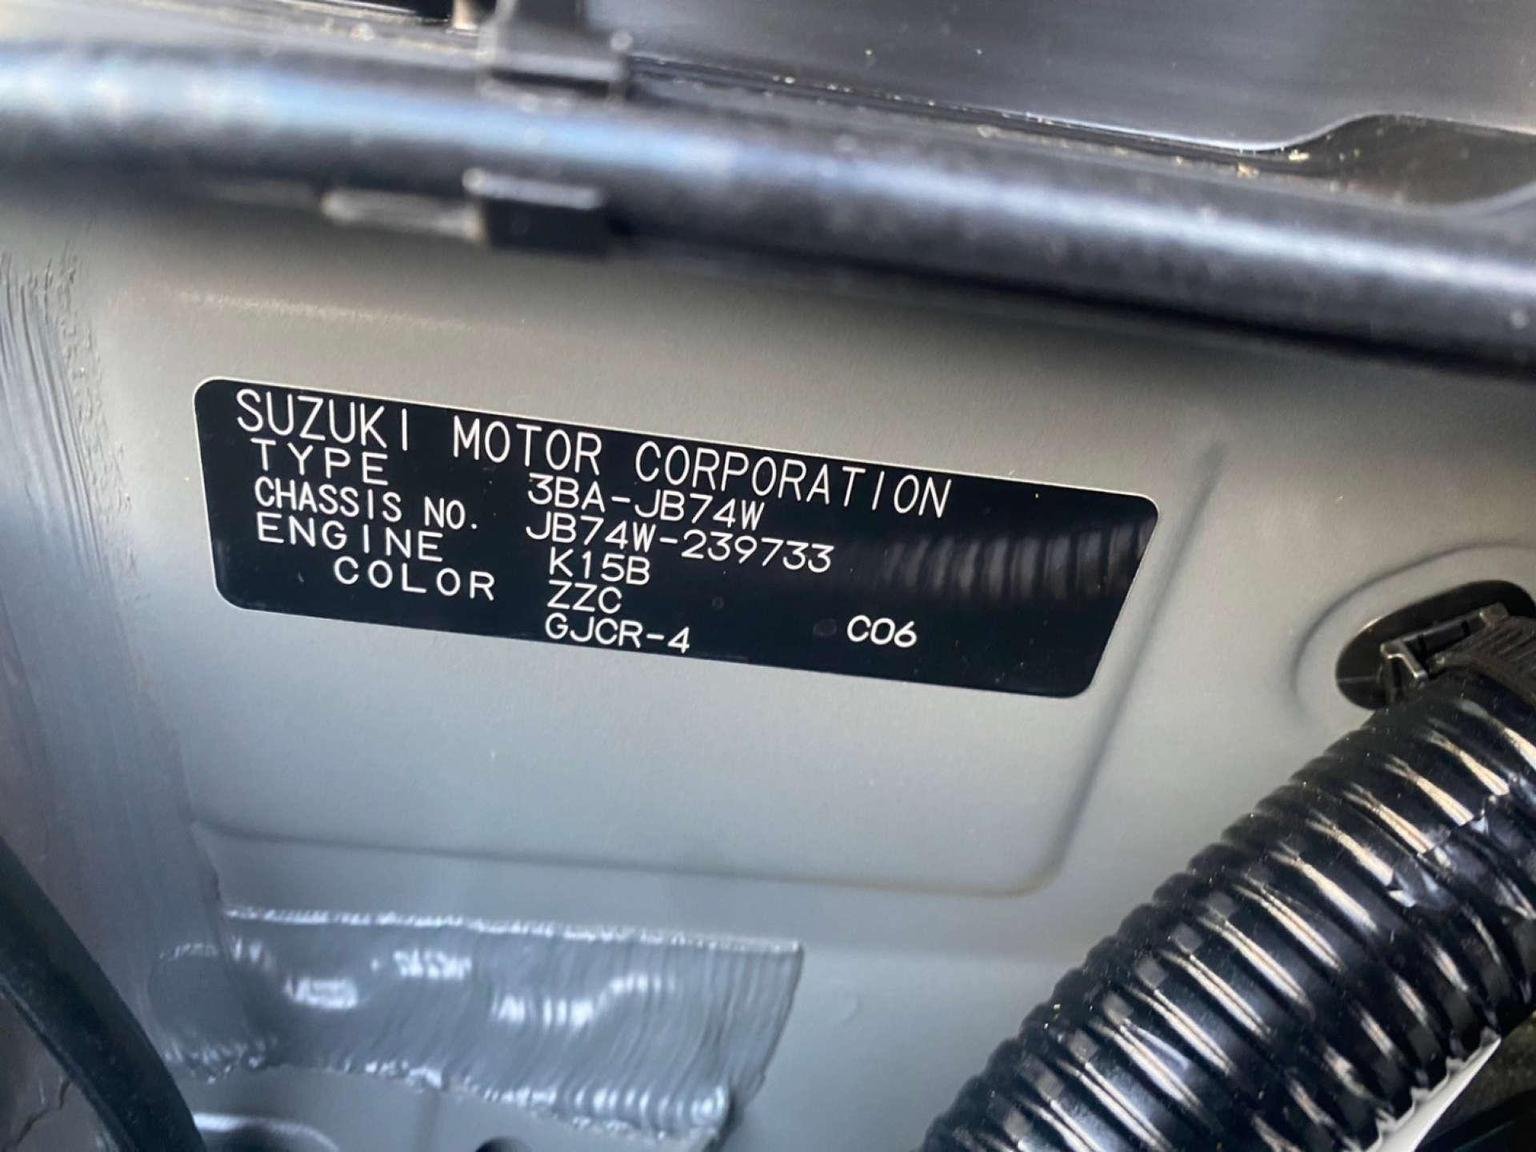 SUZUKI MOTOR CORPORATION
TYPE 3BA-JB74W
CHASSIS NO. JB74W-239733
ENGINE K15B
COLOR ZZC
GJCR-4 C06